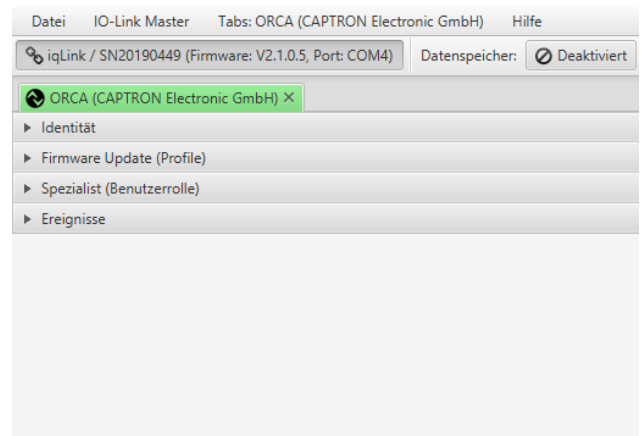 Datei IO-Link Master Tabs: ORCA (CAPTRON Electronic GmbH) Hilfe
iqLink / SN20190449 (Firmware: V2.1.0.5, Port: COM4) Datenspeicher: Deaktiviert
ORCA (CAPTRON Electronic GmbH) ×
Identität
Firmware Update (Profile)
Spezialist (Benutzerrolle)
Ereignisse